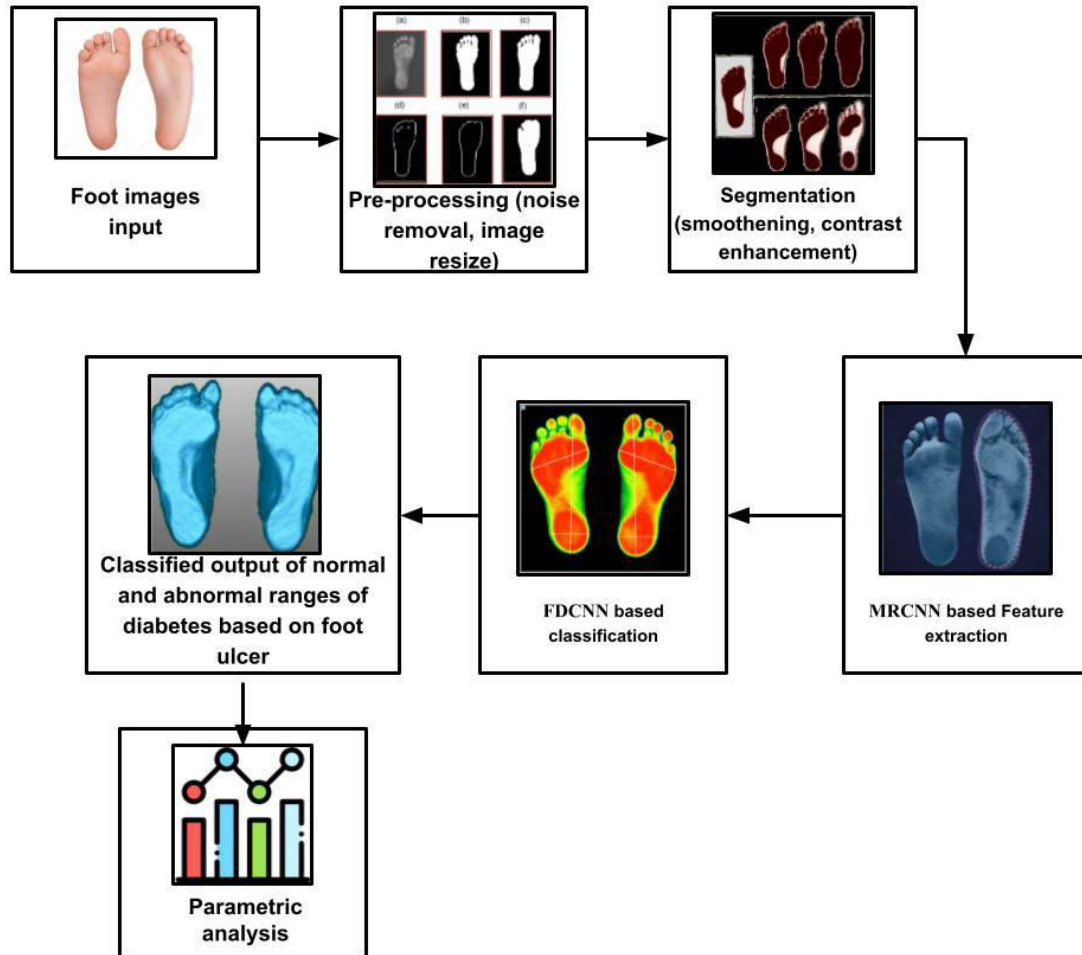 Foot images
input
(a) (b) (c)
(d) (e) (f)
Pre-processing (noise
removal, image
resize)
Segmentation
(smoothening, contrast
enhancement)
MRCNN based Feature
extraction
FDCNN based
classification
Classified output of normal
and abnormal ranges of
diabetes based on foot
ulcer
Parametric
analysis